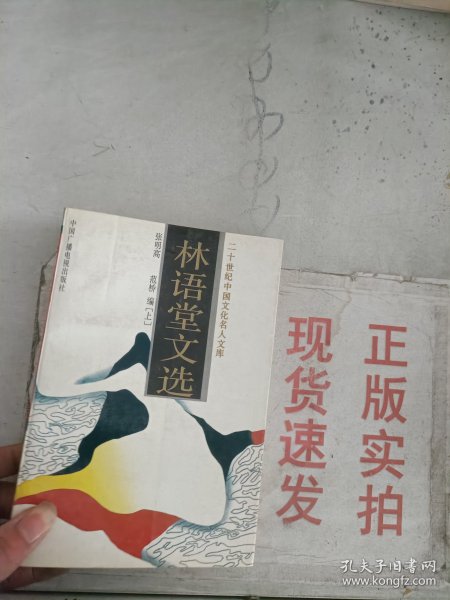 二十世纪中国文化名人文库
林语堂文选
张明高 范桥 编〔上〕
中国广播电视出版社
正版实拍
现货速发
孔夫子旧书网
www.kongfz.com